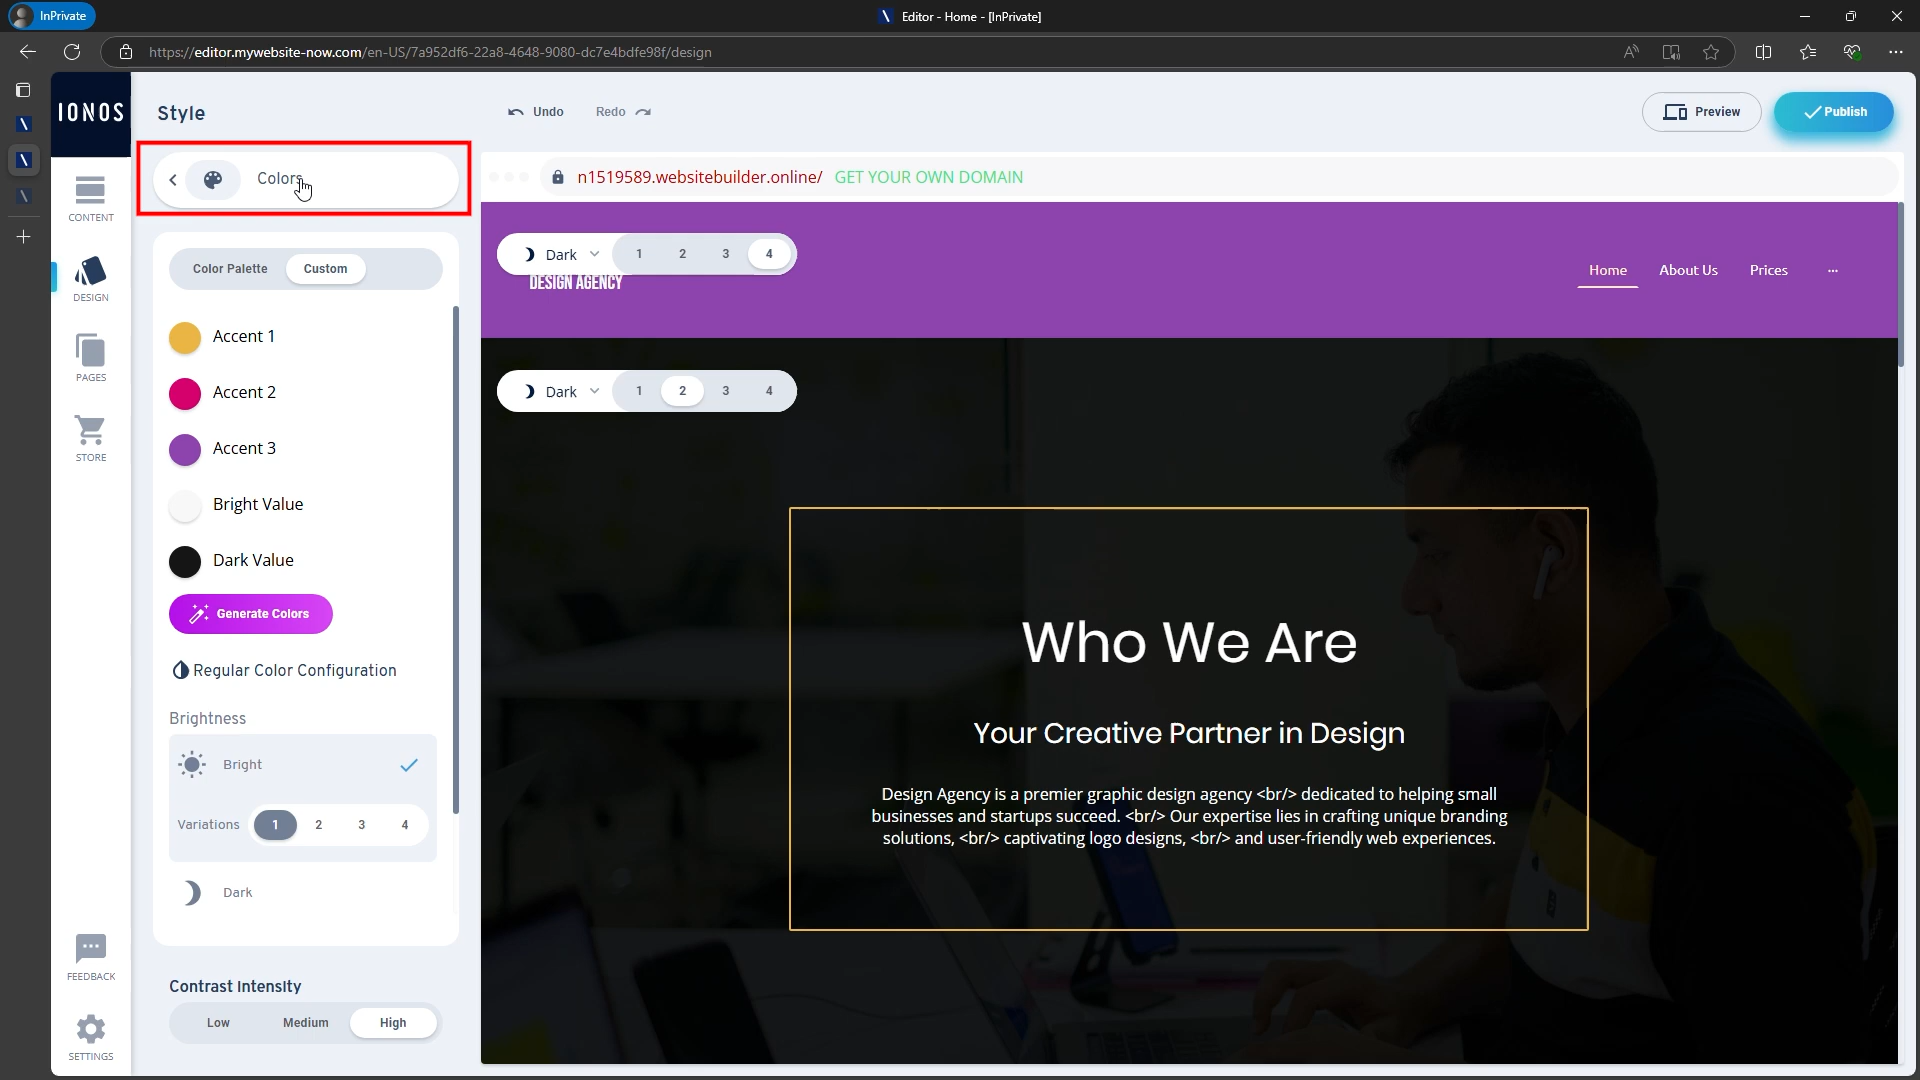 InPrivate
Editor - Home - [InPrivate]
https://editor.mywebsite-now.com/en-US/7a952df6-22a8-4648-9080-dc7e4bdfe98f/design
IONOS
Style
Undo
Redo
Preview
Publish
Colors
n1519589.websitebuilder.online/ GET YOUR OWN DOMAIN
CONTENT
DESIGN
PAGES
STORE
FEEDBACK
SETTINGS
Color Palette
Custom
Accent 1
Accent 2
Accent 3
Bright Value
Dark Value
Generate Colors
Regular Color Configuration
Brightness
Bright
Variations 1 2 3 4
Dark
Contrast Intensity
Low Medium High
Dark 1 2 3 4
DESIGN AGENCY
Home About Us Prices ...
Dark 1 2 3 4
Who We Are
Your Creative Partner in Design
Design Agency is a premier graphic design agency <br/> dedicated to helping small
businesses and startups succeed. <br/> Our expertise lies in crafting unique branding
solutions, <br/> captivating logo designs, <br/> and user-friendly web experiences.